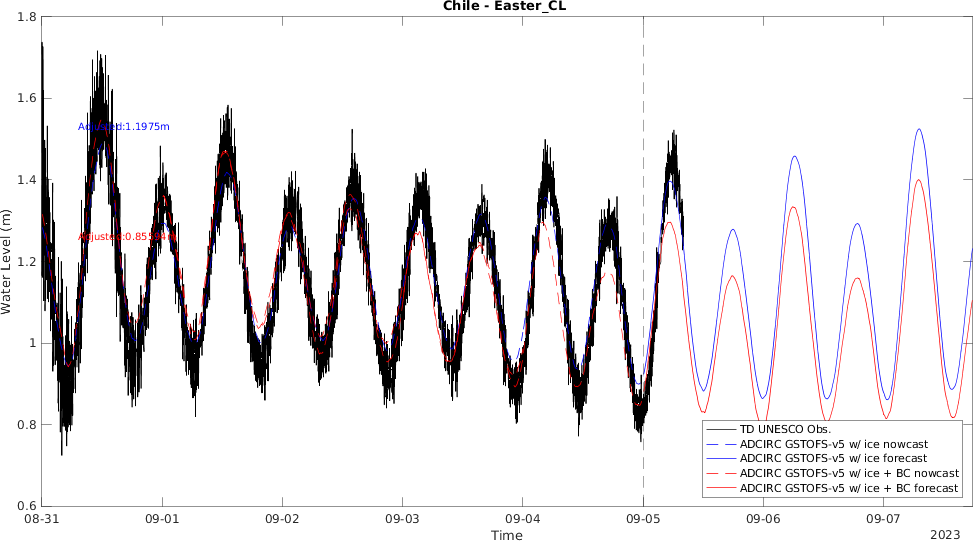 Chile - Easter_CL
1.8
1.6
1.4
1.2
1
0.8
0.6
Water Level (m)
Adjusted:1.1975m
TD UNESCO Obs.
ADCIRC GSTOFS-v5 w/ ice nowcast
ADCIRC GSTOFS-v5 w/ ice forecast
ADCIRC GSTOFS-v5 w/ ice + BC nowcast
ADCIRC GSTOFS-v5 w/ ice + BC forecast
08-31
09-01
09-02
09-03
09-04
09-05
09-06
09-07
Time
2023